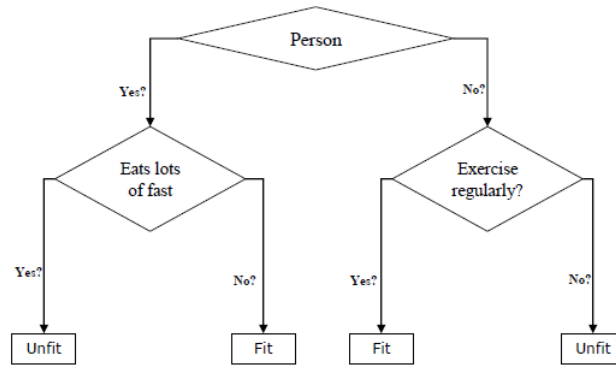 Person
Yes?
No?
Eats lots
of fast
Exercise
regularly?
Yes?
No?
Yes?
No?
Unfit
Fit
Fit
Unfit